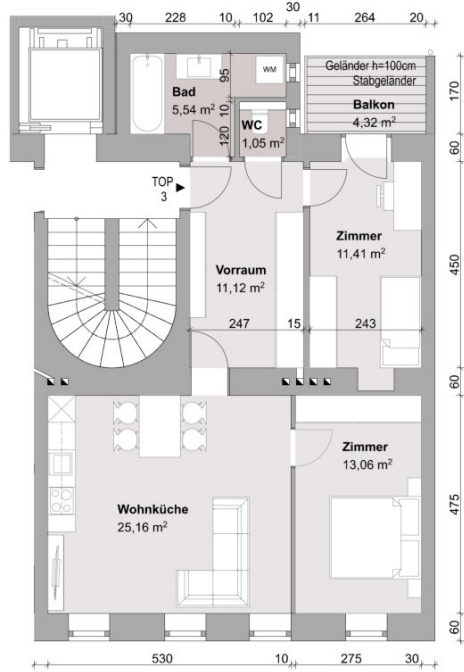 30 228 10 102 30 11 264 20
Bad
5,54 m²
95
WM
10
120
WC
1,05 m²
Geländer h=100cm
Stabgeländer
Balkon
4,32 m²
170
60
TOP
3
Vorraum
11,12 m²
Zimmer
11,41 m²
450
247 15 243
60
Zimmer
13,06 m²
Wohnküche
25,16 m²
475
60
530 10 275 30